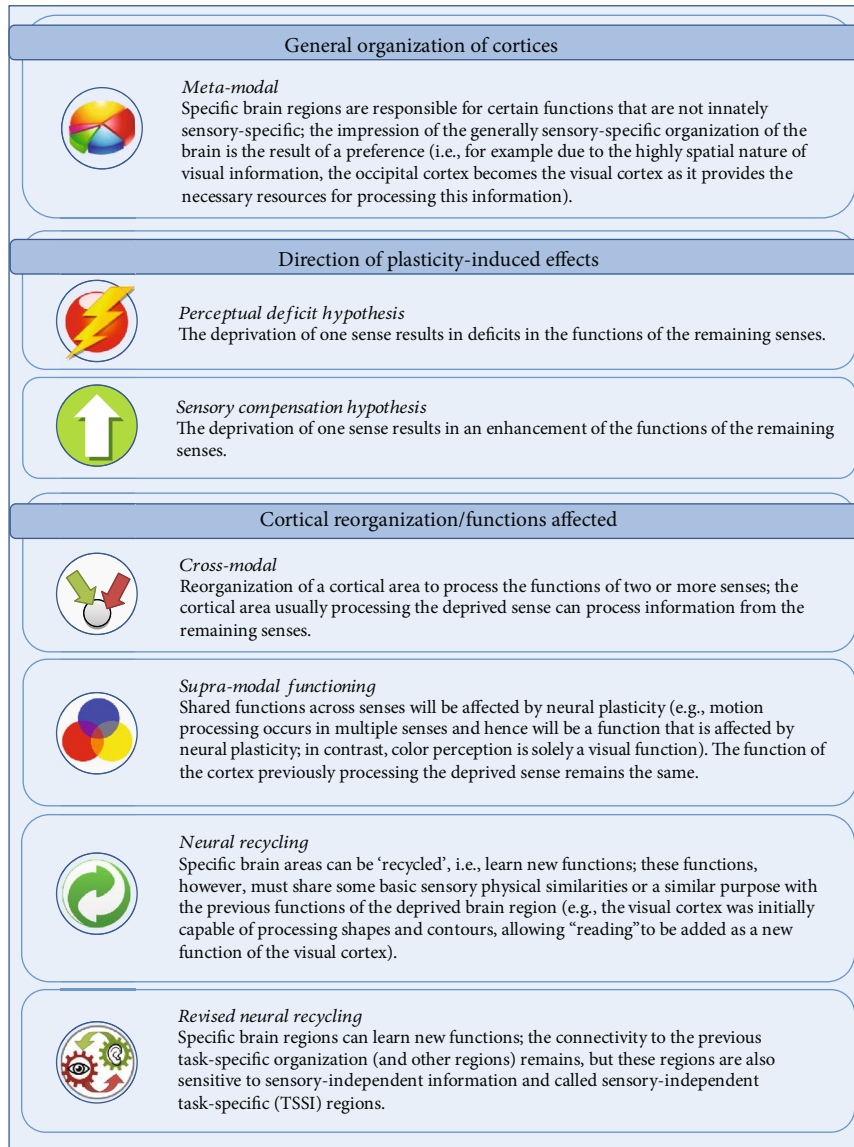 General organization of cortices
Meta-modal
Specific brain regions are responsible for certain functions that are not innately
sensory-specific; the impression of the generally sensory-specific organization of the
brain is the result of a preference (i.e., for example due to the highly spatial nature of
visual information, the occipital cortex becomes the visual cortex as it provides the
necessary resources for processing this information).
Direction of plasticity-induced effects
Perceptual deficit hypothesis
The deprivation of one sense results in deficits in the functions of the remaining senses.
Sensory compensation hypothesis
The deprivation of one sense results in an enhancement of the functions of the remaining
senses.
Cortical reorganization/functions affected
Cross-modal
Reorganization of a cortical area to process the functions of two or more senses; the
cortical area usually processing the deprived sense can process information from the
remaining senses.
Supra-modal functioning
Shared functions across senses will be affected by neural plasticity (e.g., motion
processing occurs in multiple senses and hence will be a function that is affected by
neural plasticity; in contrast, color perception is solely a visual function). The function of
the cortex previously processing the deprived sense remains the same.
Neural recycling
Specific brain areas can be ‘recycled’, i.e., learn new functions; these functions,
however, must share some basic sensory physical similarities or a similar purpose with
the previous functions of the deprived brain region (e.g., the visual cortex was initially
capable of processing shapes and contours, allowing “reading”to be added as a new
function of the visual cortex).
Revised neural recycling
Specific brain regions can learn new functions; the connectivity to the previous
task-specific organization (and other regions) remains, but these regions are also
sensitive to sensory-independent information and called sensory-independent
task-specific (TSSI) regions.